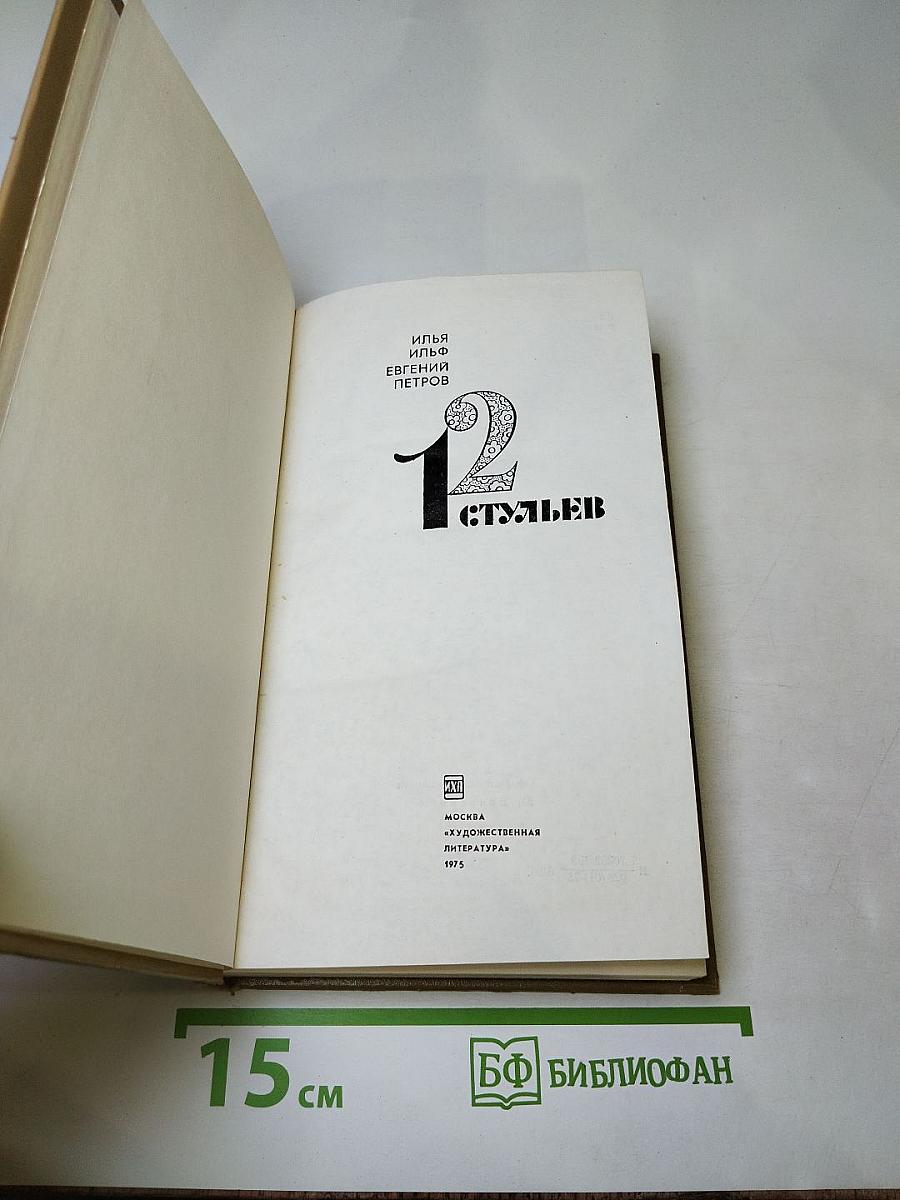 ИЛЬЯ
ИЛЬФ
ЕВГЕНИЙ
ПЕТРОВ
12
СТУЛЬЕВ
ИХЛ
МОСКВА
«ХУДОЖЕСТВЕННАЯ
ЛИТЕРАТУРА»
1975
15 см
БФ БИБЛИОФАН